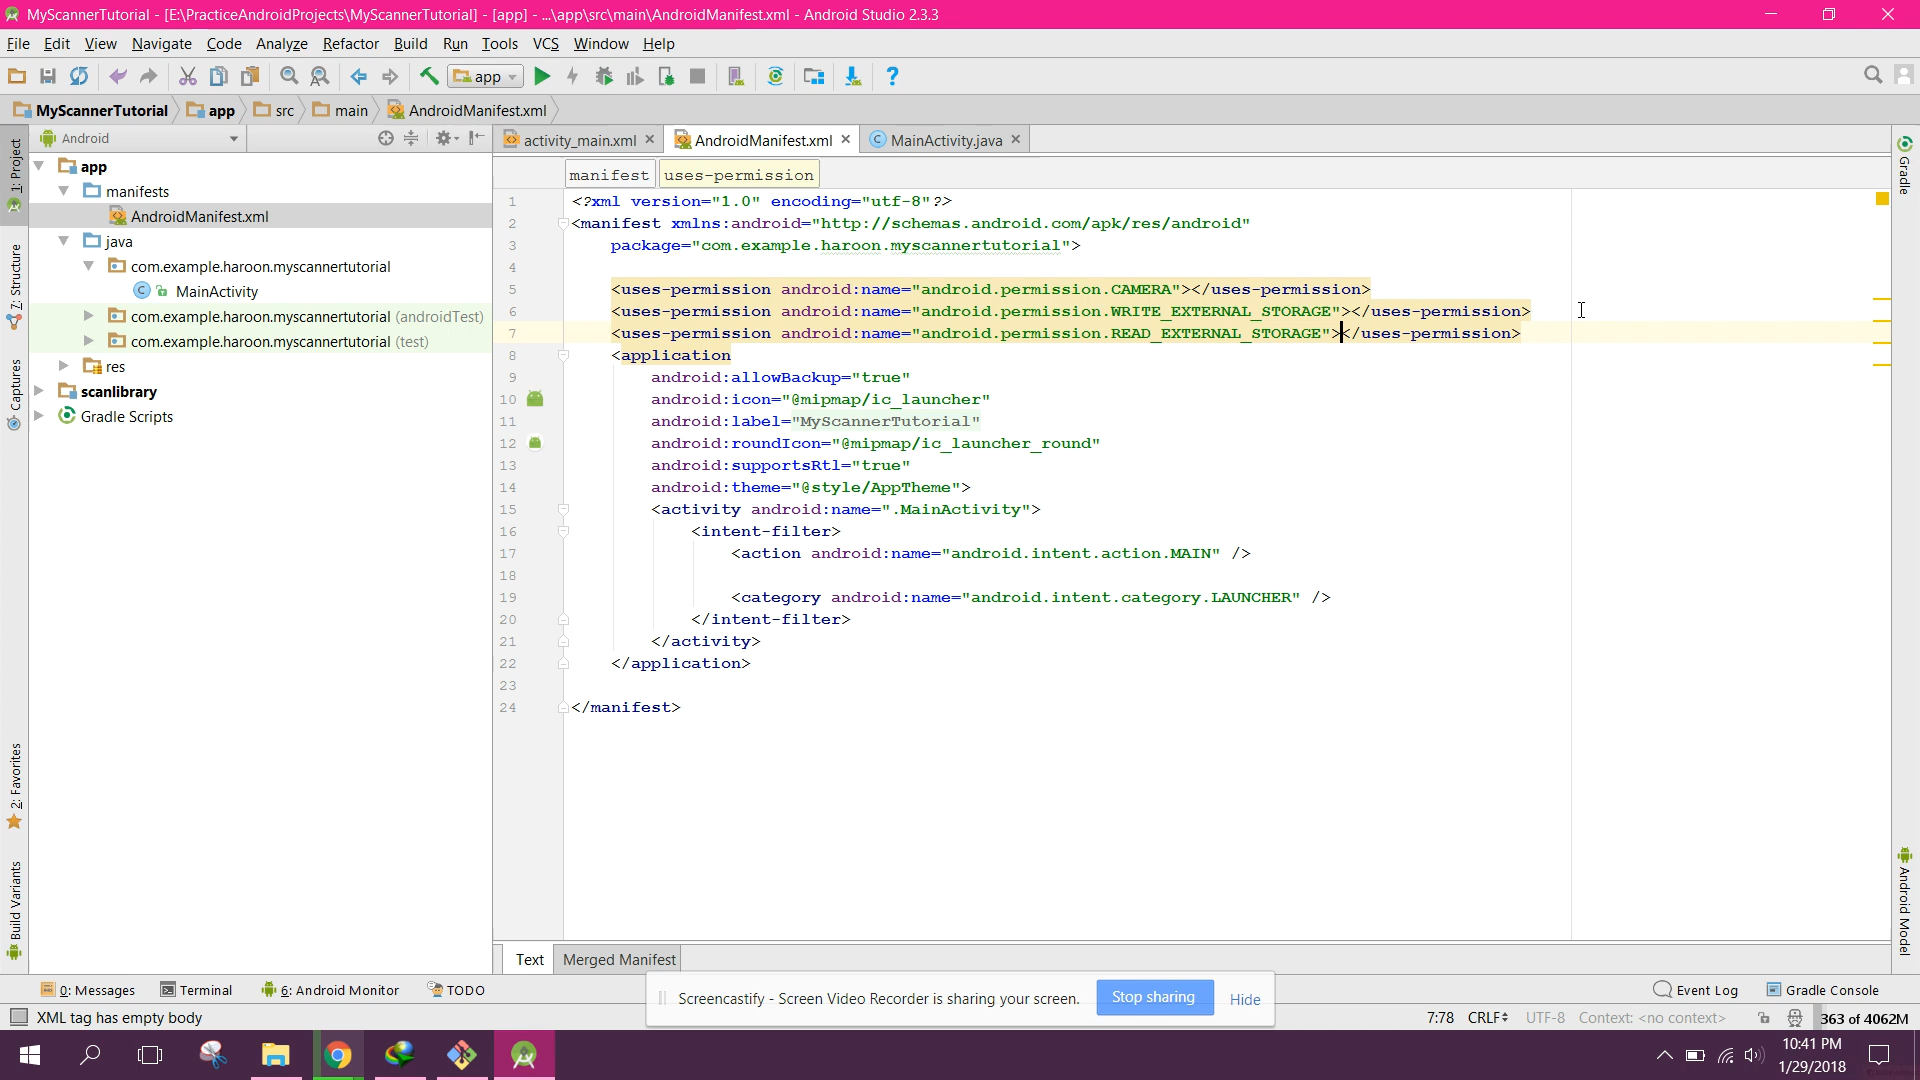 MyScannerTutorial - [E:\PracticeAndroidProjects\MyScannerTutorial] - [app] - ...\app\src\main\AndroidManifest.xml - Android Studio 2.3.3
File Edit View Navigate Code Analyze Refactor Build Run Tools VCS Window Help
app
MyScannerTutorial app src main AndroidManifest.xml
Android
activity_main.xml AndroidManifest.xml MainActivity.java
manifest uses-permission
1: Project
7: Structure
Captures
2: Favorites
Build Variants
app
manifests
AndroidManifest.xml
java
com.example.haroon.myscannertutorial
MainActivity
com.example.haroon.myscannertutorial (androidTest)
com.example.haroon.myscannertutorial (test)
res
scanlibrary
Gradle Scripts
1 <?xml version="1.0" encoding="utf-8"?>
2 <manifest xmlns:android="http://schemas.android.com/apk/res/android"
3 package="com.example.haroon.myscannertutorial">
4
5 <uses-permission android:name="android.permission.CAMERA"></uses-permission>
6 <uses-permission android:name="android.permission.WRITE_EXTERNAL_STORAGE"></uses-permission>
7 <uses-permission android:name="android.permission.READ_EXTERNAL_STORAGE"></uses-permission>
8 <application
9 android:allowBackup="true"
10 android:icon="@mipmap/ic_launcher"
11 android:label="MyScannerTutorial"
12 android:roundIcon="@mipmap/ic_launcher_round"
13 android:supportsRtl="true"
14 android:theme="@style/AppTheme">
15 <activity android:name=".MainActivity">
16 <intent-filter>
17 <action android:name="android.intent.action.MAIN" />
18
19 <category android:name="android.intent.category.LAUNCHER" />
20 </intent-filter>
21 </activity>
22 </application>
23
24 </manifest>
Gradle
Android Model
Text Merged Manifest
0: Messages Terminal 6: Android Monitor TODO
Screencastify - Screen Video Recorder is sharing your screen. Stop sharing Hide
Event Log Gradle Console
XML tag has empty body
7:78 CRLF UTF-8 Context: <no context> 363 of 4062M
10:41 PM
1/29/2018